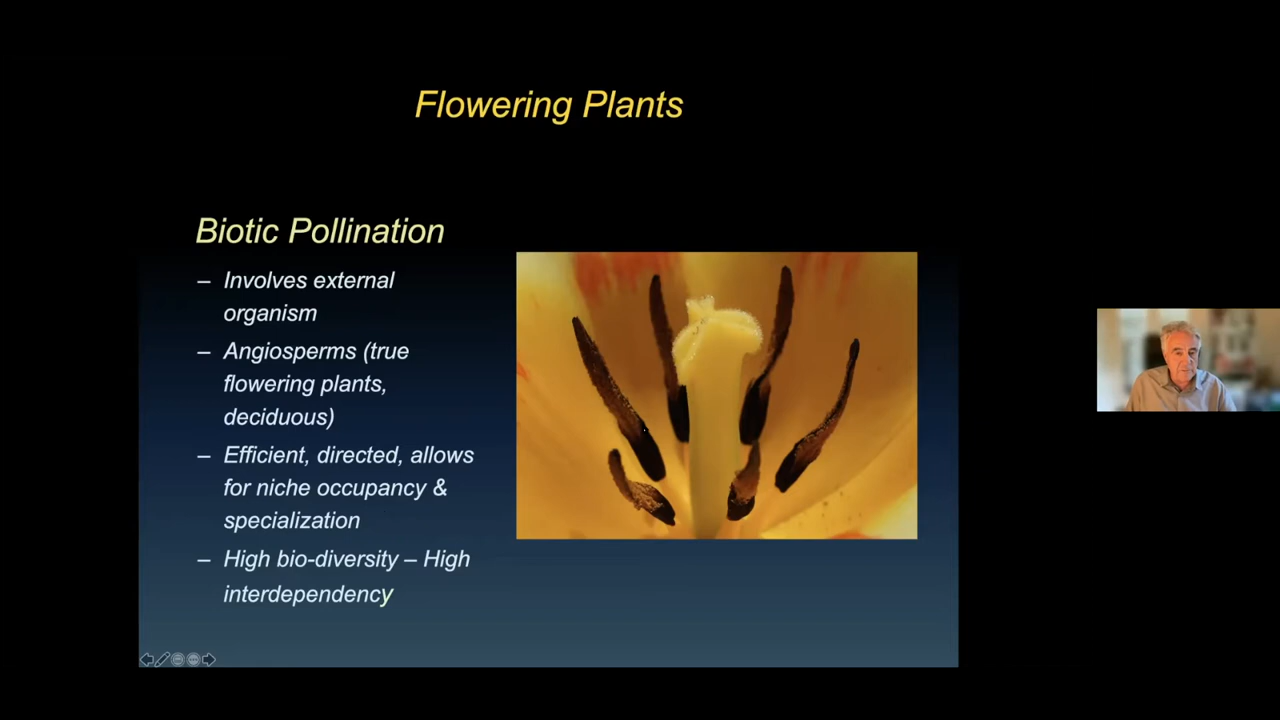 Flowering Plants
Biotic Pollination
– Involves external
organism
– Angiosperms (true
flowering plants,
deciduous)
– Efficient, directed, allows
for niche occupancy &
specialization
– High bio-diversity – High
interdependency